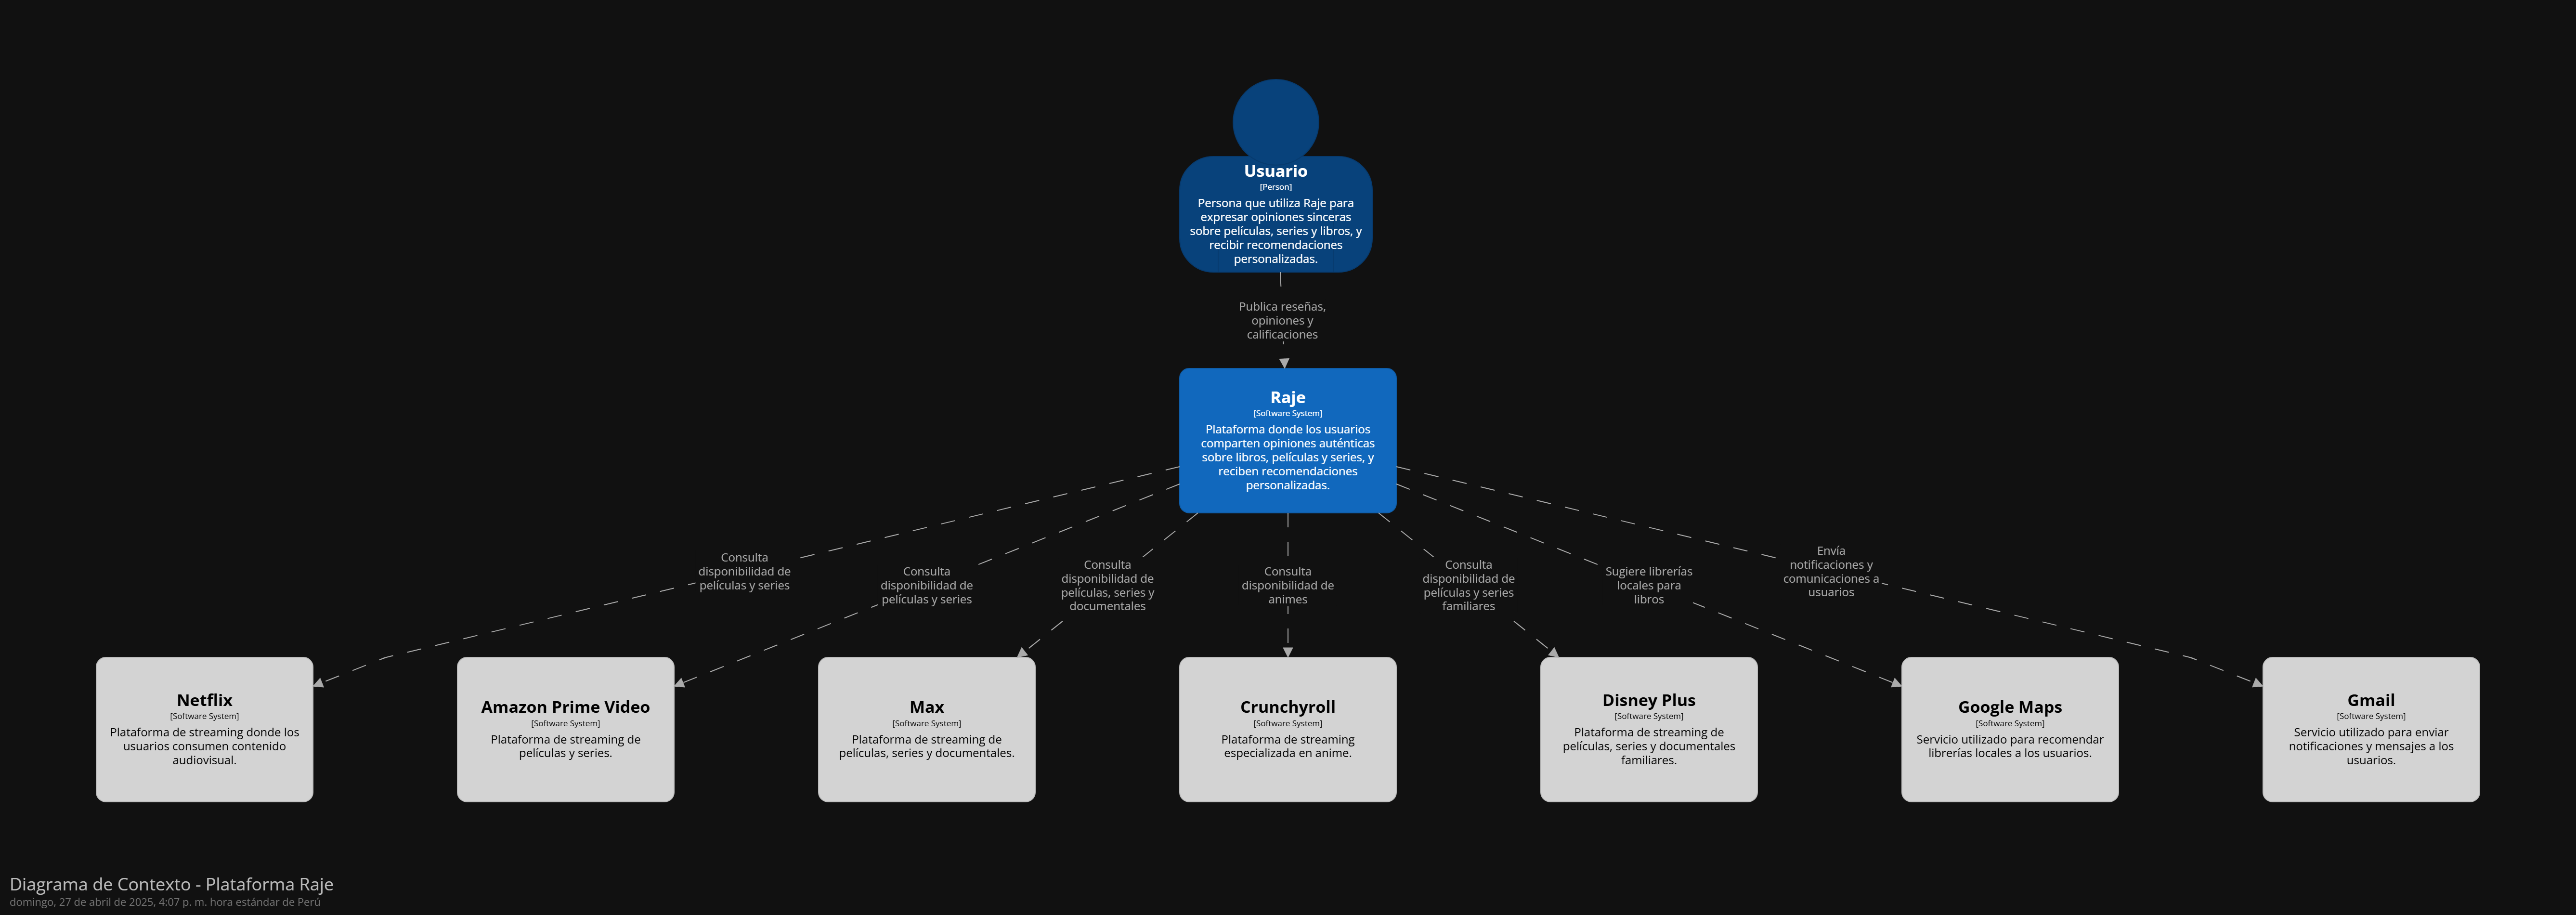 Usuario
[Person]
Persona que utiliza Raje para
expresar opiniones sinceras
sobre películas, series y libros, y
recibir recomendaciones
personalizadas.
Publica reseñas,
opiniones y
calificaciones
Raje
[Software System]
Plataforma donde los usuarios
comparten opiniones auténticas
sobre libros, películas y series, y
reciben recomendaciones
personalizadas.
Consulta
disponibilidad de
películas y series
Consulta
disponibilidad de
películas y series
Consulta
disponibilidad de
películas, series y
documentales
Consulta
disponibilidad de
animes
Consulta
disponibilidad de
películas y series
familiares
Sugiere librerías
locales para
libros
Envía
notificaciones y
comunicaciones a
usuarios
Netflix
[Software System]
Plataforma de streaming donde los
usuarios consumen contenido
audiovisual.
Amazon Prime Video
[Software System]
Plataforma de streaming de
películas y series.
Max
[Software System]
Plataforma de streaming de
películas, series y documentales.
Crunchyroll
[Software System]
Plataforma de streaming
especializada en anime.
Disney Plus
[Software System]
Plataforma de streaming de
películas, series y documentales
familiares.
Google Maps
[Software System]
Servicio utilizado para recomendar
librerías locales a los usuarios.
Gmail
[Software System]
Servicio utilizado para enviar
notificaciones y mensajes a los
usuarios.
Diagrama de Contexto - Plataforma Raje
domingo, 27 de abril de 2025, 4:07 p. m. hora estándar de Perú